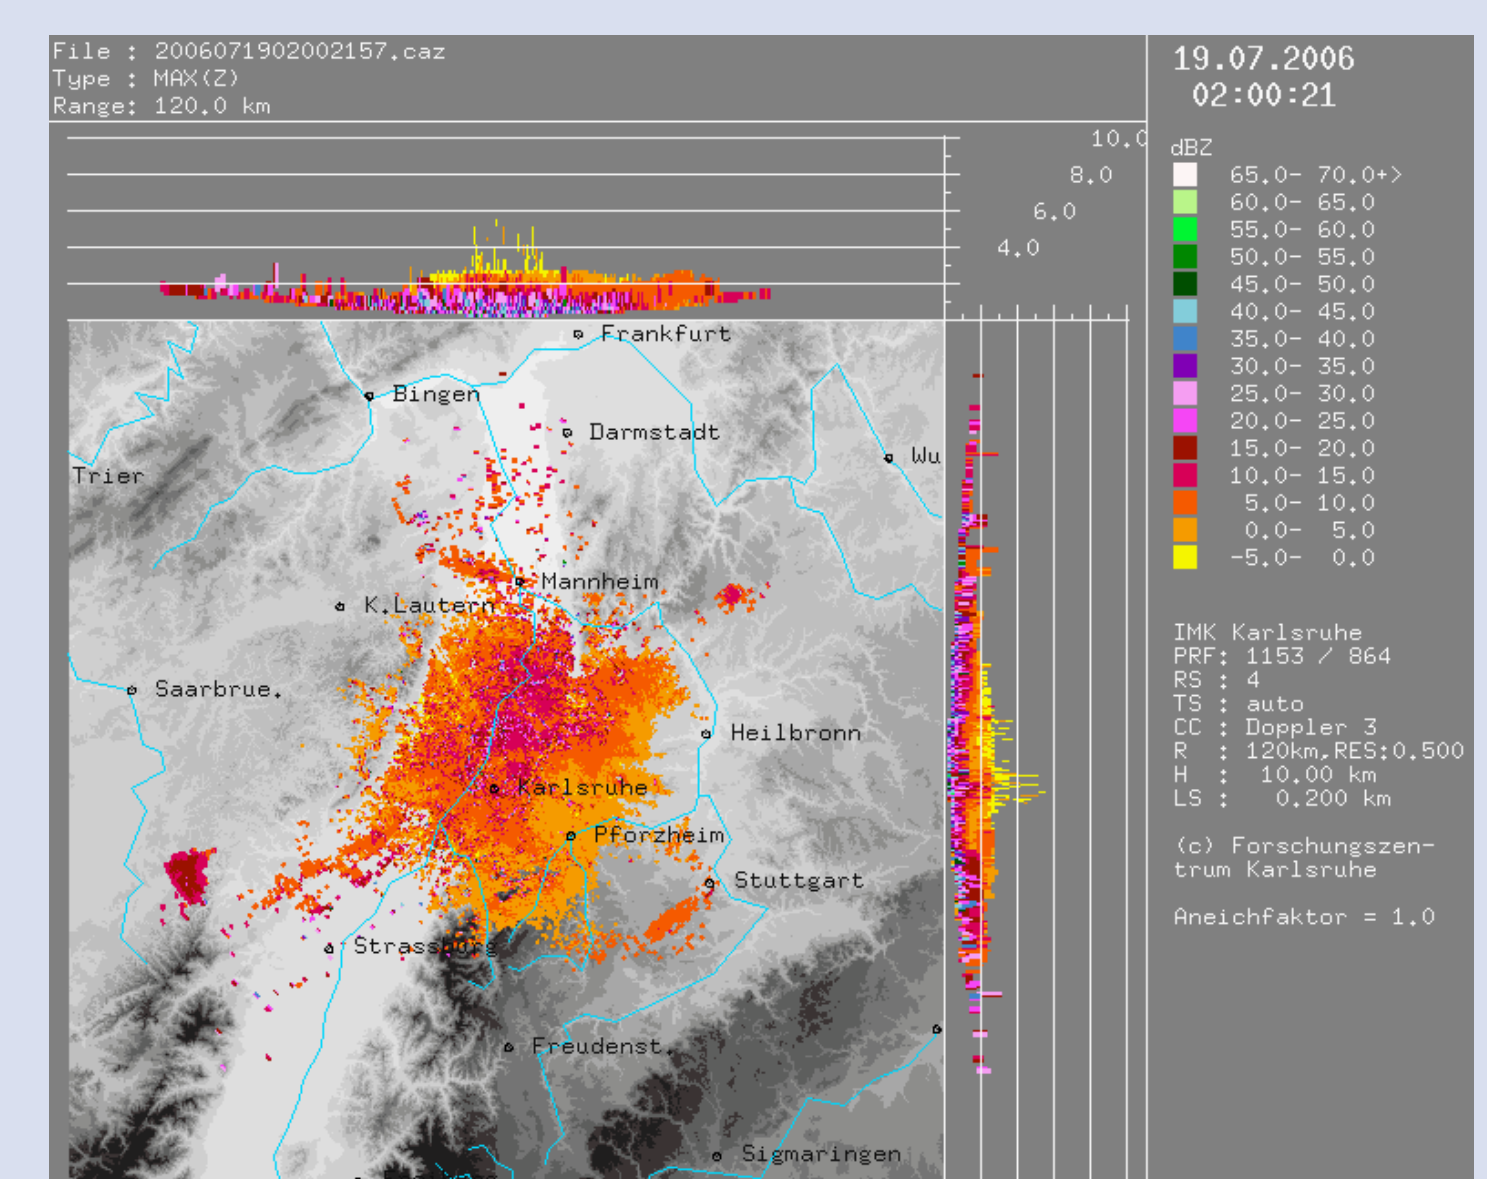 File : 2006071902002157.caz
Type : MAX(Z)
Range: 120.0 km
19.07.2006
02:00:21
10.0
8.0
6.0
4.0
dBZ
65.0- 70.0+>
60.0- 65.0
55.0- 60.0
50.0- 55.0
45.0- 50.0
40.0- 45.0
35.0- 40.0
30.0- 35.0
25.0- 30.0
20.0- 25.0
15.0- 20.0
10.0- 15.0
5.0- 10.0
0.0- 5.0
-5.0- 0.0
Frankfurt
Bingen
Darmstadt
Wu
Trier
Mannheim
K.Lautern
Saarbrue.
Heilbronn
Karlsruhe
Pforzheim
Stuttgart
Strassburg
Freudenst.
Sigmaringen
IMK Karlsruhe
PRF: 1153 / 864
RS : 4
TS : auto
CC : Doppler 3
R : 120km,RES:0.500
H : 10.00 km
LS : 0.200 km
(c) Forschungszen-
trum Karlsruhe
Aneichfaktor = 1.0